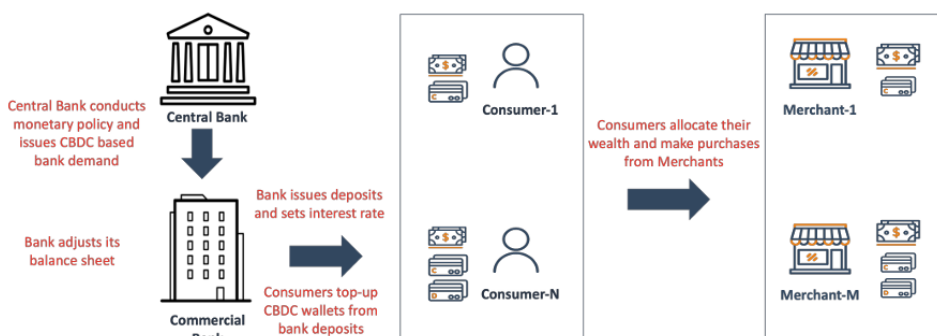 Central Bank
Central Bank conducts
monetary policy and
issues CBDC based
bank demand
Bank adjusts its
balance sheet
Commercial
Bank
Bank issues deposits
and sets interest rate
Consumers top-up
CBDC wallets from
bank deposits
$
C
Consumer-1
$
C
D
Consumer-N
Consumers allocate their
wealth and make purchases
from Merchants
Merchant-1
$
C
Merchant-M
$
C
D